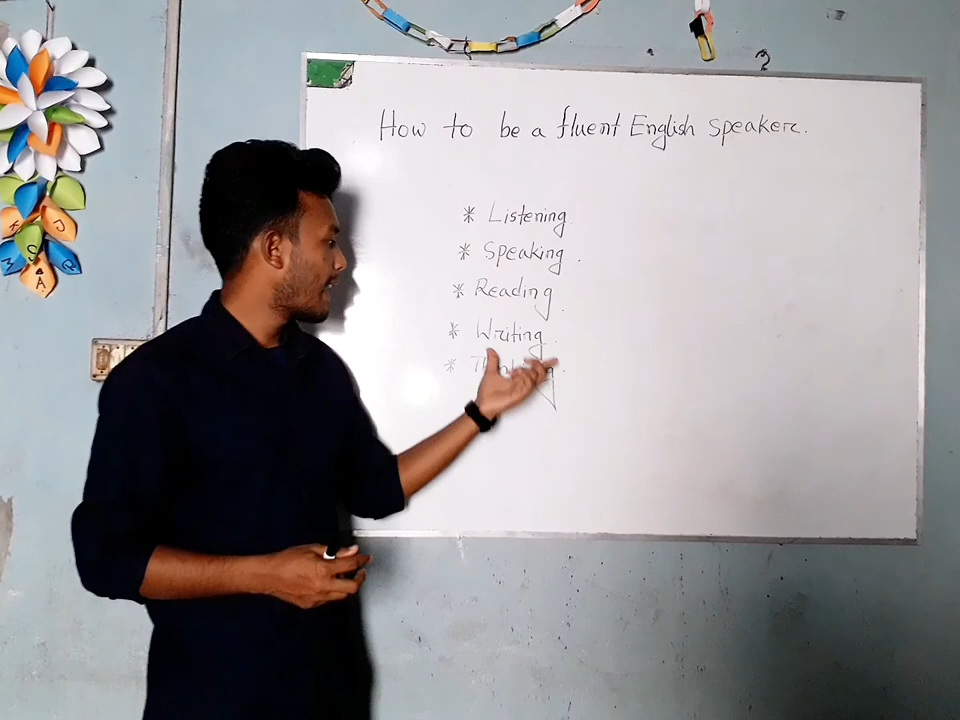 How to be a fluent English speaker.
* Listening.
* Speaking.
* Reading.
* Writing.
*